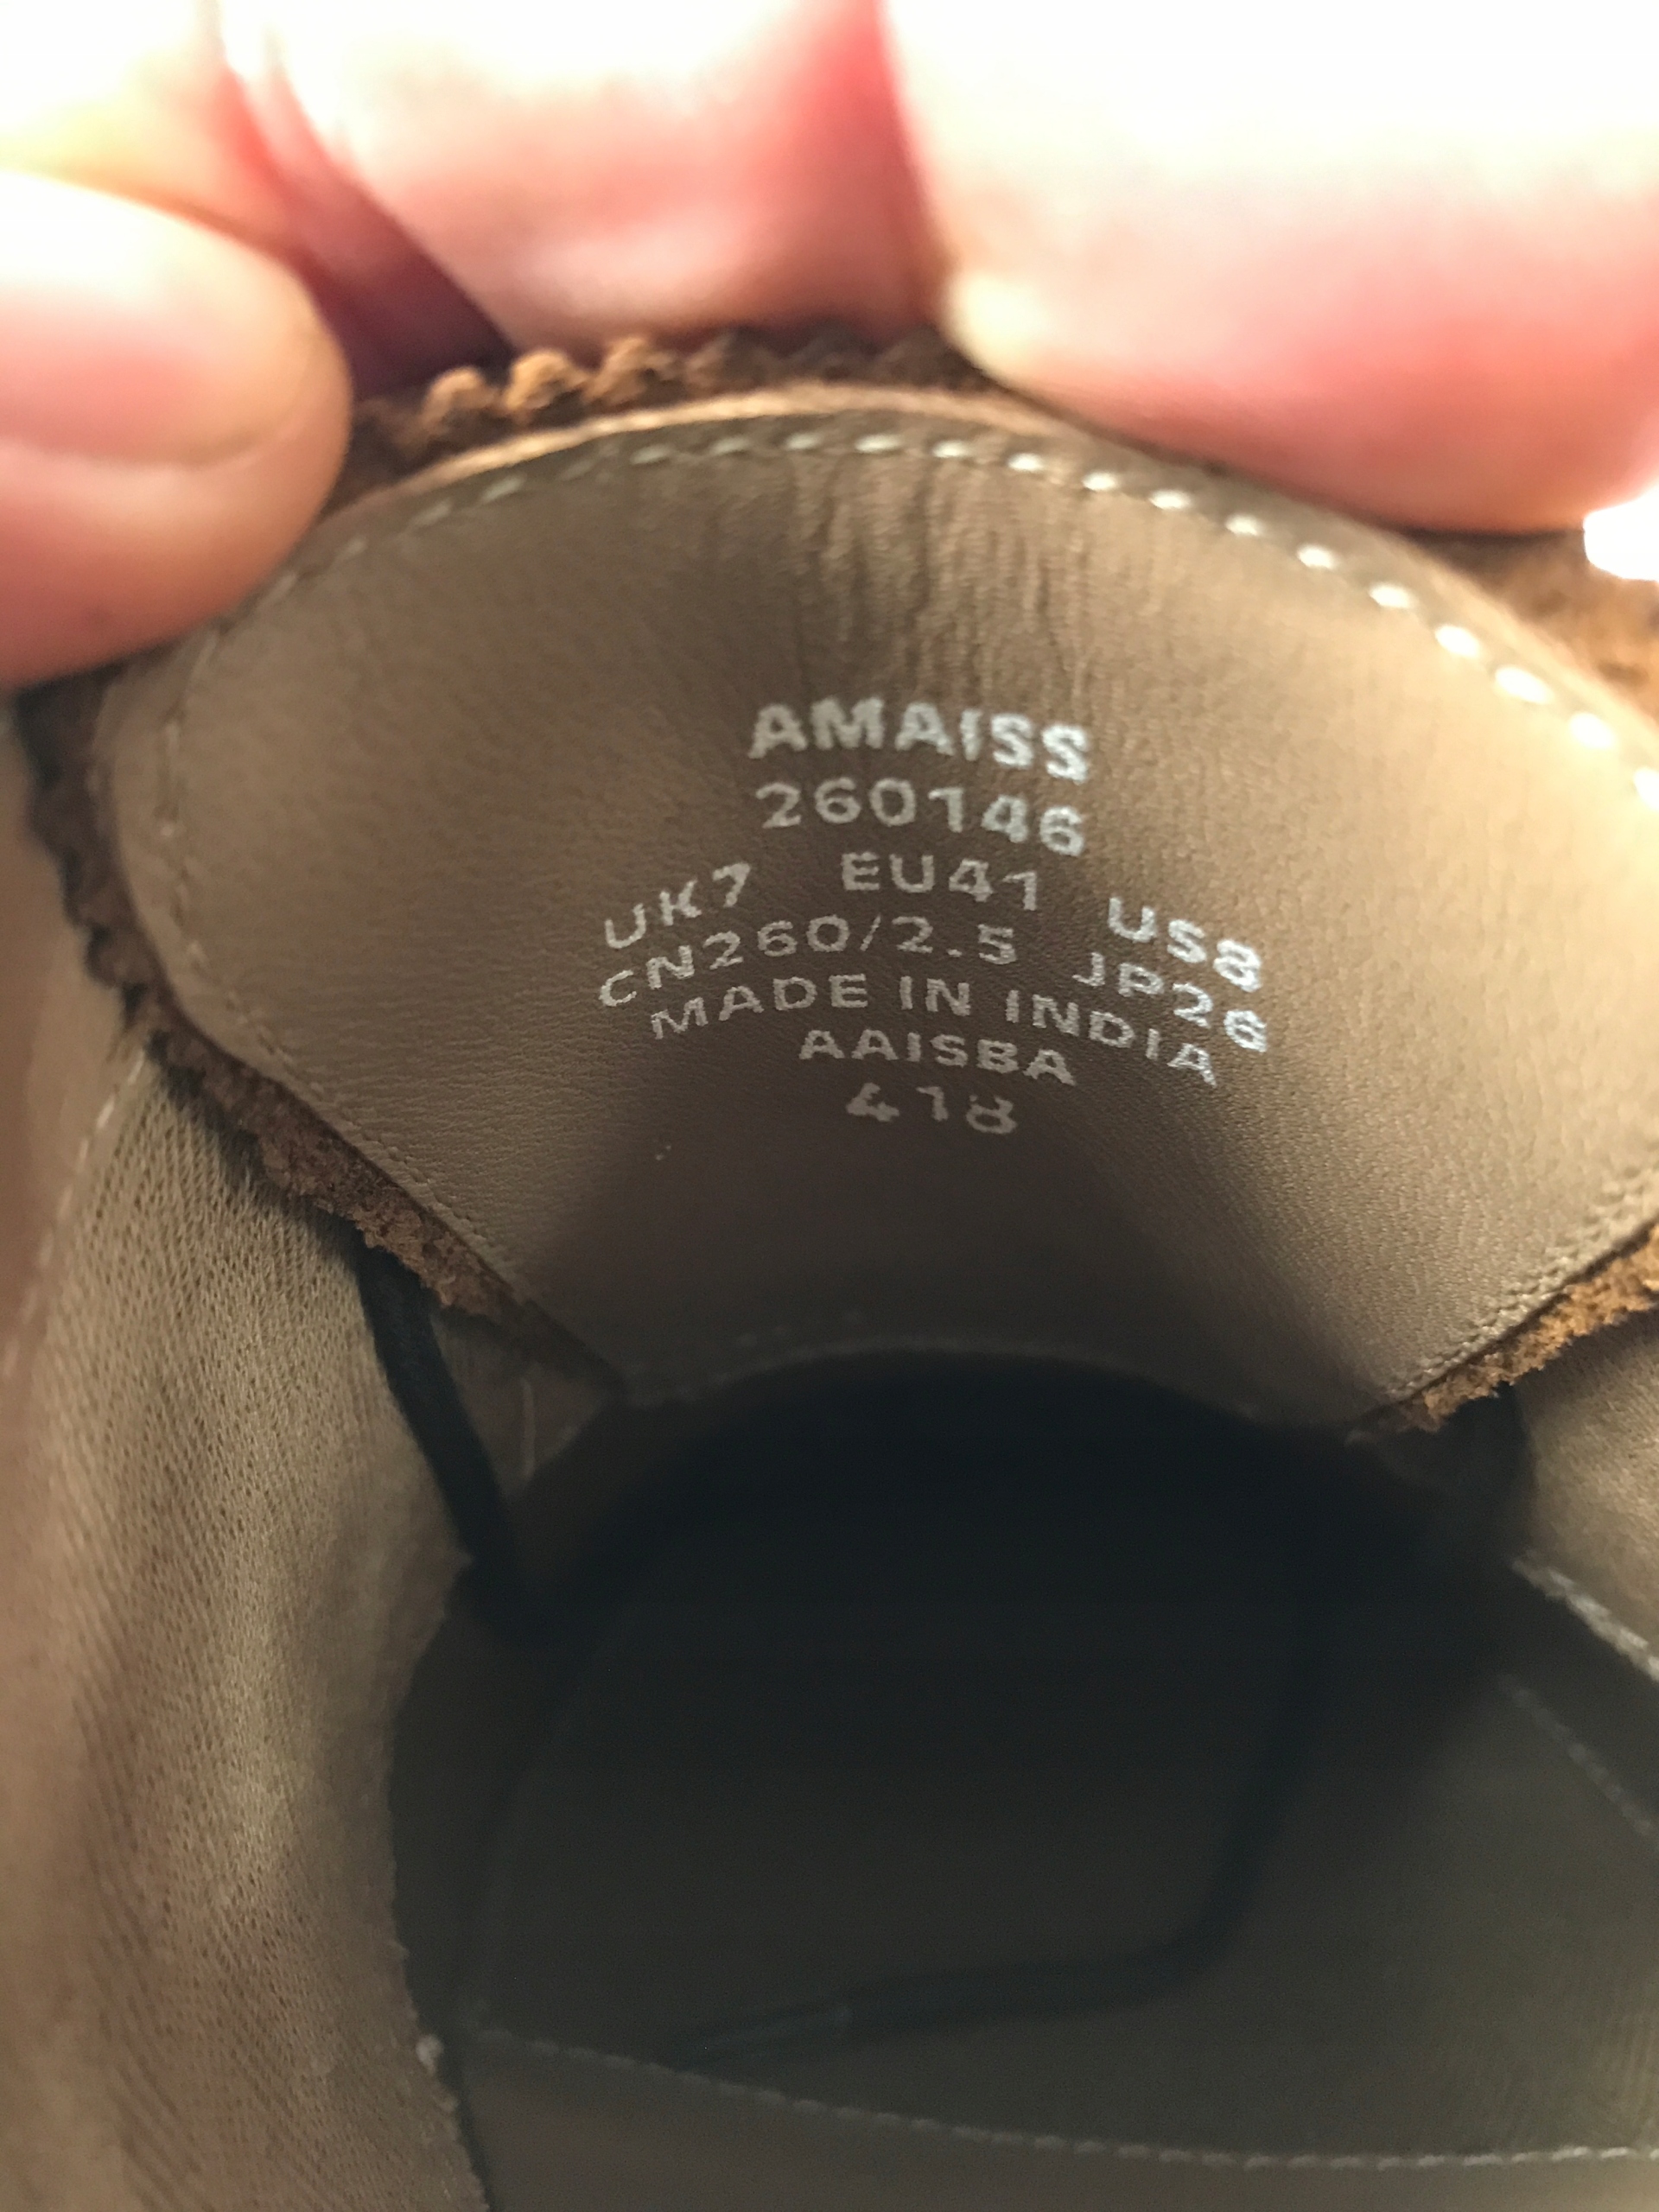 AMAISS
260146
UK7 EU41 US8
CN260/2.5 JP26
MADE IN INDIA
AAISBA
418